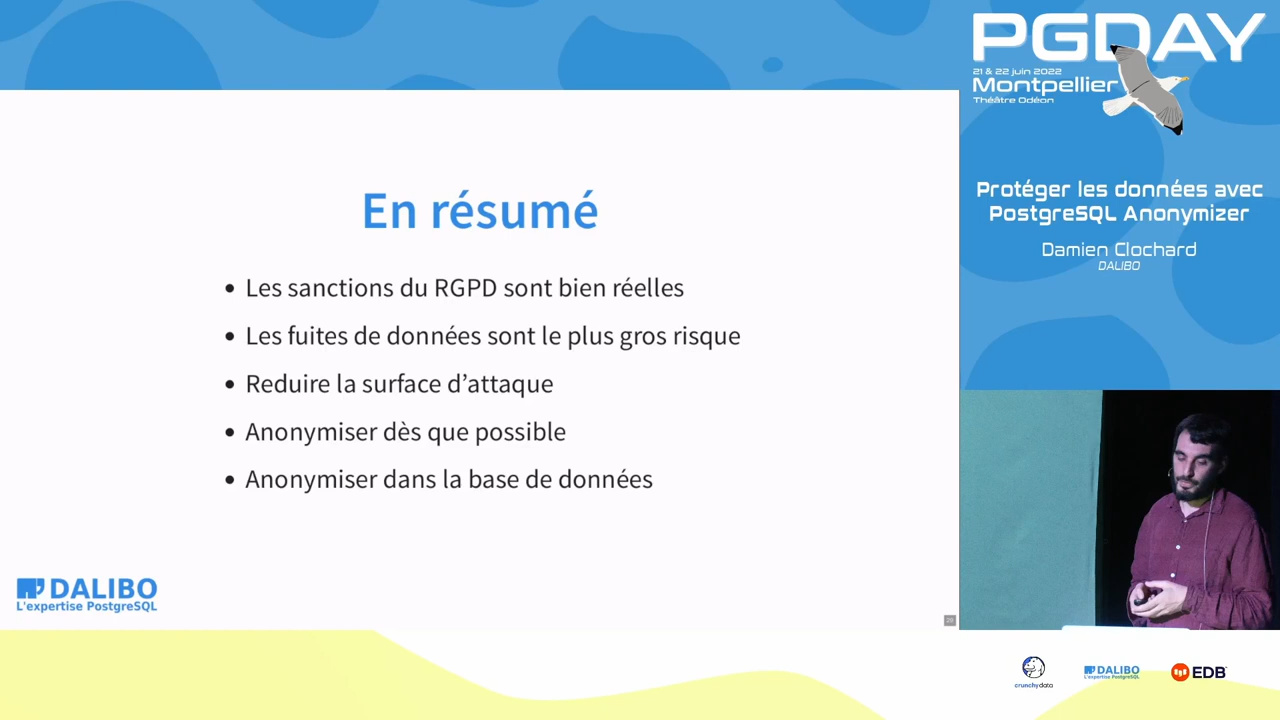 En résumé
Les sanctions du RGPD sont bien réelles
Les fuites de données sont le plus gros risque
Reduire la surface d'attaque
Anonymiser dès que possible
Anonymiser dans la base de données
DALIBO
L'expertise PostgreSQL
PGDAY
21 & 22 juin 2022
Montpellier
Théâtre Odéon
Protéger les données avec
PostgreSQL Anonymizer
Damien Clochard
DALIBO
crunchydata
DALIBO
L'expertise PostgreSQL
EDB